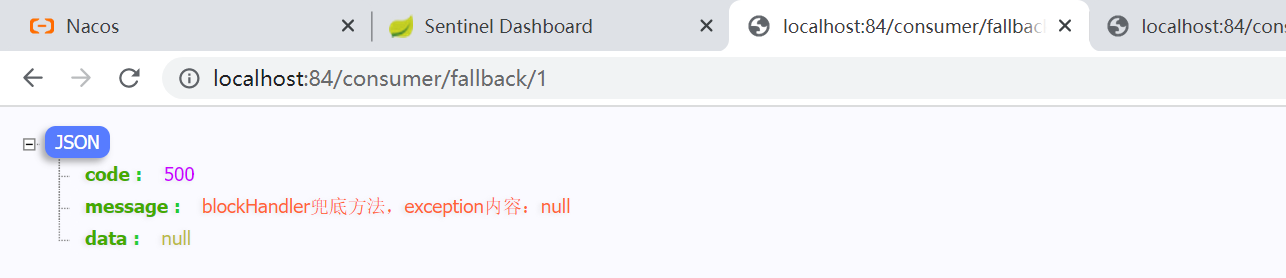 Nacos
Sentinel Dashboard
localhost:84/consumer/fallbac
localhost:84/cons
localhost:84/consumer/fallback/1
JSON
code : 500
message : blockHandler兜底方法，exception内容：null
data : null